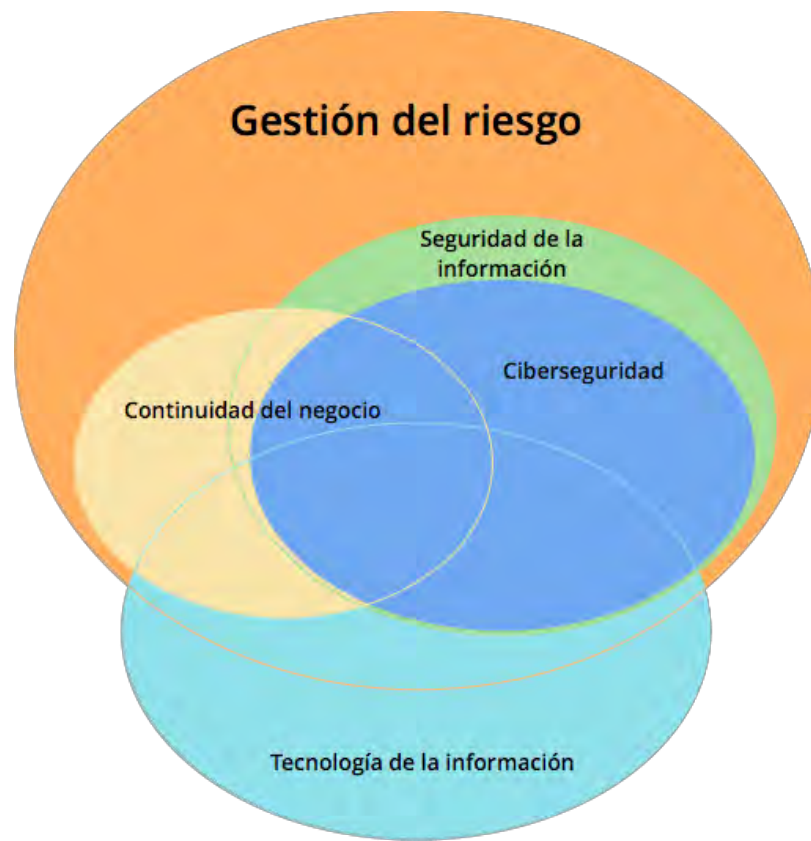 Gestión del riesgo
Seguridad de la
información
Ciberseguridad
Continuidad del negocio
Tecnología de la información